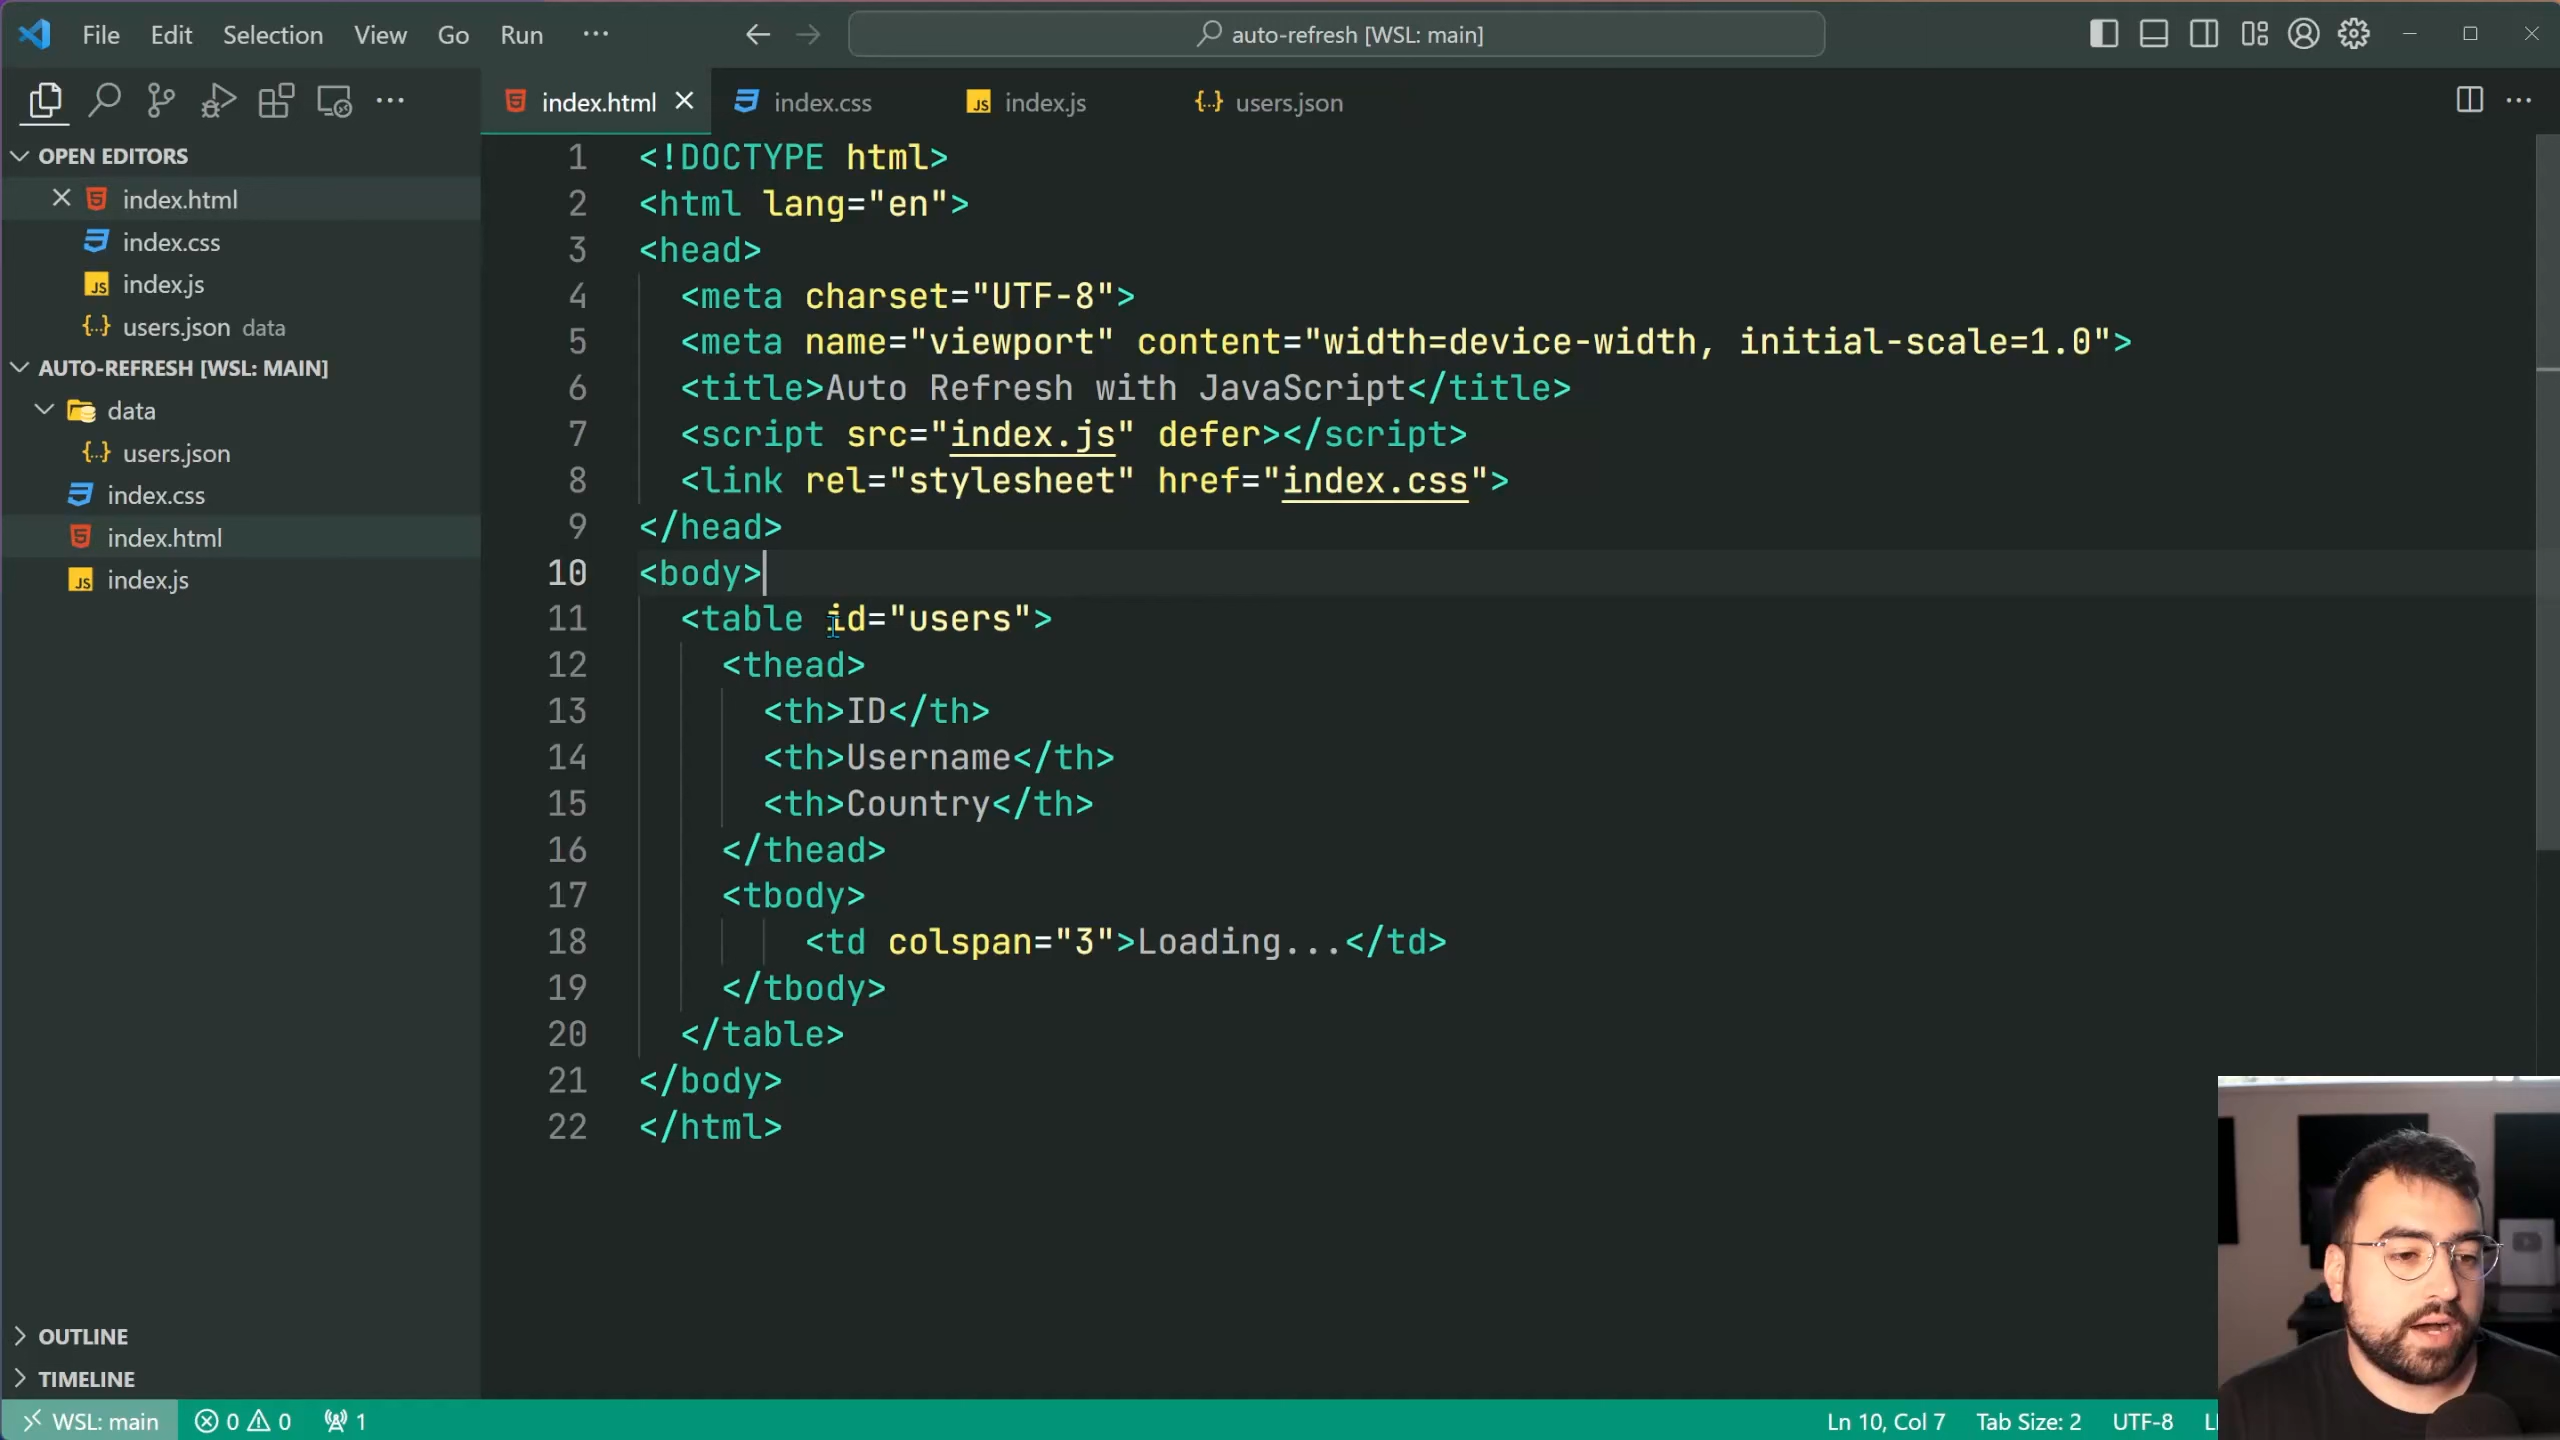 File Edit Selection View Go Run ··· auto-refresh [WSL: main]
index.html index.css JS index.js {..} users.json
OPEN EDITORS
index.html
index.css
JS index.js
{..} users.json data
AUTO-REFRESH [WSL: MAIN]
data
{..} users.json
index.css
index.html
JS index.js
OUTLINE
TIMELINE
1 <!DOCTYPE html>
2 <html lang="en">
3 <head>
4 <meta charset="UTF-8">
5 <meta name="viewport" content="width=device-width, initial-scale=1.0">
6 <title>Auto Refresh with JavaScript</title>
7 <script src="index.js" defer></script>
8 <link rel="stylesheet" href="index.css">
9 </head>
10 <body>
11 <table id="users">
12 <thead>
13 <th>ID</th>
14 <th>Username</th>
15 <th>Country</th>
16 </thead>
17 <tbody>
18 <td colspan="3">Loading...</td>
19 </tbody>
20 </table>
21 </body>
22 </html>
WSL: main 0 0 1 Ln 10, Col 7 Tab Size: 2 UTF-8